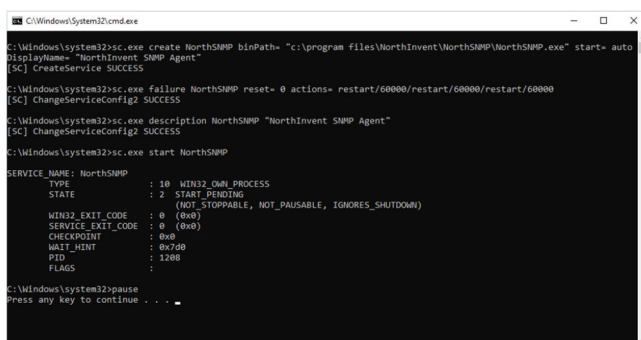 C:\Windows\System32\cmd.exe
C:\Windows\system32>sc.exe create NorthSNMP binPath= "c:\program files\NorthInvent\NorthSNMP\NorthSNMP.exe" start= auto
DisplayName= "NorthInvent SNMP Agent"
[SC] CreateService SUCCESS
C:\Windows\system32>sc.exe failure NorthSNMP reset= 0 actions= restart/60000/restart/60000/restart/60000
[SC] ChangeServiceConfig2 SUCCESS
C:\Windows\system32>sc.exe description NorthSNMP "NorthInvent SNMP Agent"
[SC] ChangeServiceConfig2 SUCCESS
C:\Windows\system32>sc.exe start NorthSNMP
SERVICE_NAME: NorthSNMP
TYPE : 10 WIN32_OWN_PROCESS
STATE : 2 START_PENDING
(NOT_STOPPABLE, NOT_PAUSABLE, IGNORES_SHUTDOWN)
WIN32_EXIT_CODE : 0 (0x0)
SERVICE_EXIT_CODE : 0 (0x0)
CHECKPOINT : 0x0
WAIT_HINT : 0x7d0
PID : 1208
FLAGS :
C:\Windows\system32>pause
Press any key to continue . . .